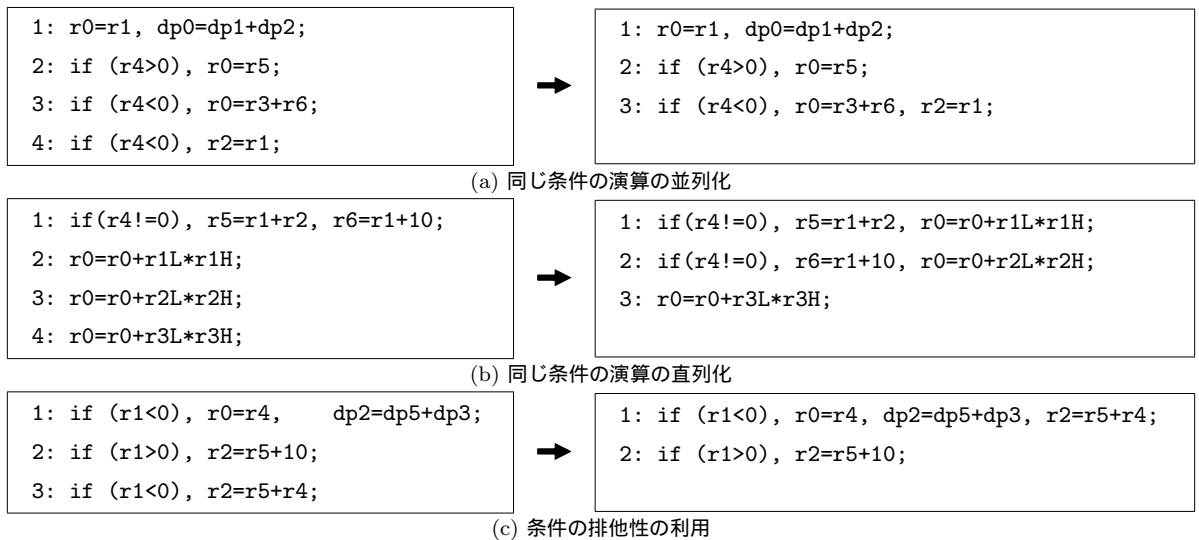 1: r0=r1, dp0=dp1+dp2;
2: if (r4>0), r0=r5;
3: if (r4<0), r0=r3+r6;
4: if (r4<0), r2=r1;
1: r0=r1, dp0=dp1+dp2;
2: if (r4>0), r0=r5;
3: if (r4<0), r0=r3+r6, r2=r1;
(a) 同じ条件の演算の並列化
1: if(r4!=0), r5=r1+r2, r6=r1+10;
2: r0=r0+r1L*r1H;
3: r0=r0+r2L*r2H;
4: r0=r0+r3L*r3H;
1: if(r4!=0), r5=r1+r2, r0=r0+r1L*r1H;
2: if(r4!=0), r6=r1+10, r0=r0+r2L*r2H;
3: r0=r0+r3L*r3H;
(b) 同じ条件の演算の直列化
1: if (r1<0), r0=r4,    dp2=dp5+dp3;
2: if (r1>0), r2=r5+10;
3: if (r1<0), r2=r5+r4;
1: if (r1<0), r0=r4, dp2=dp5+dp3, r2=r5+r4;
2: if (r1>0), r2=r5+10;
(c) 条件の排他性の利用